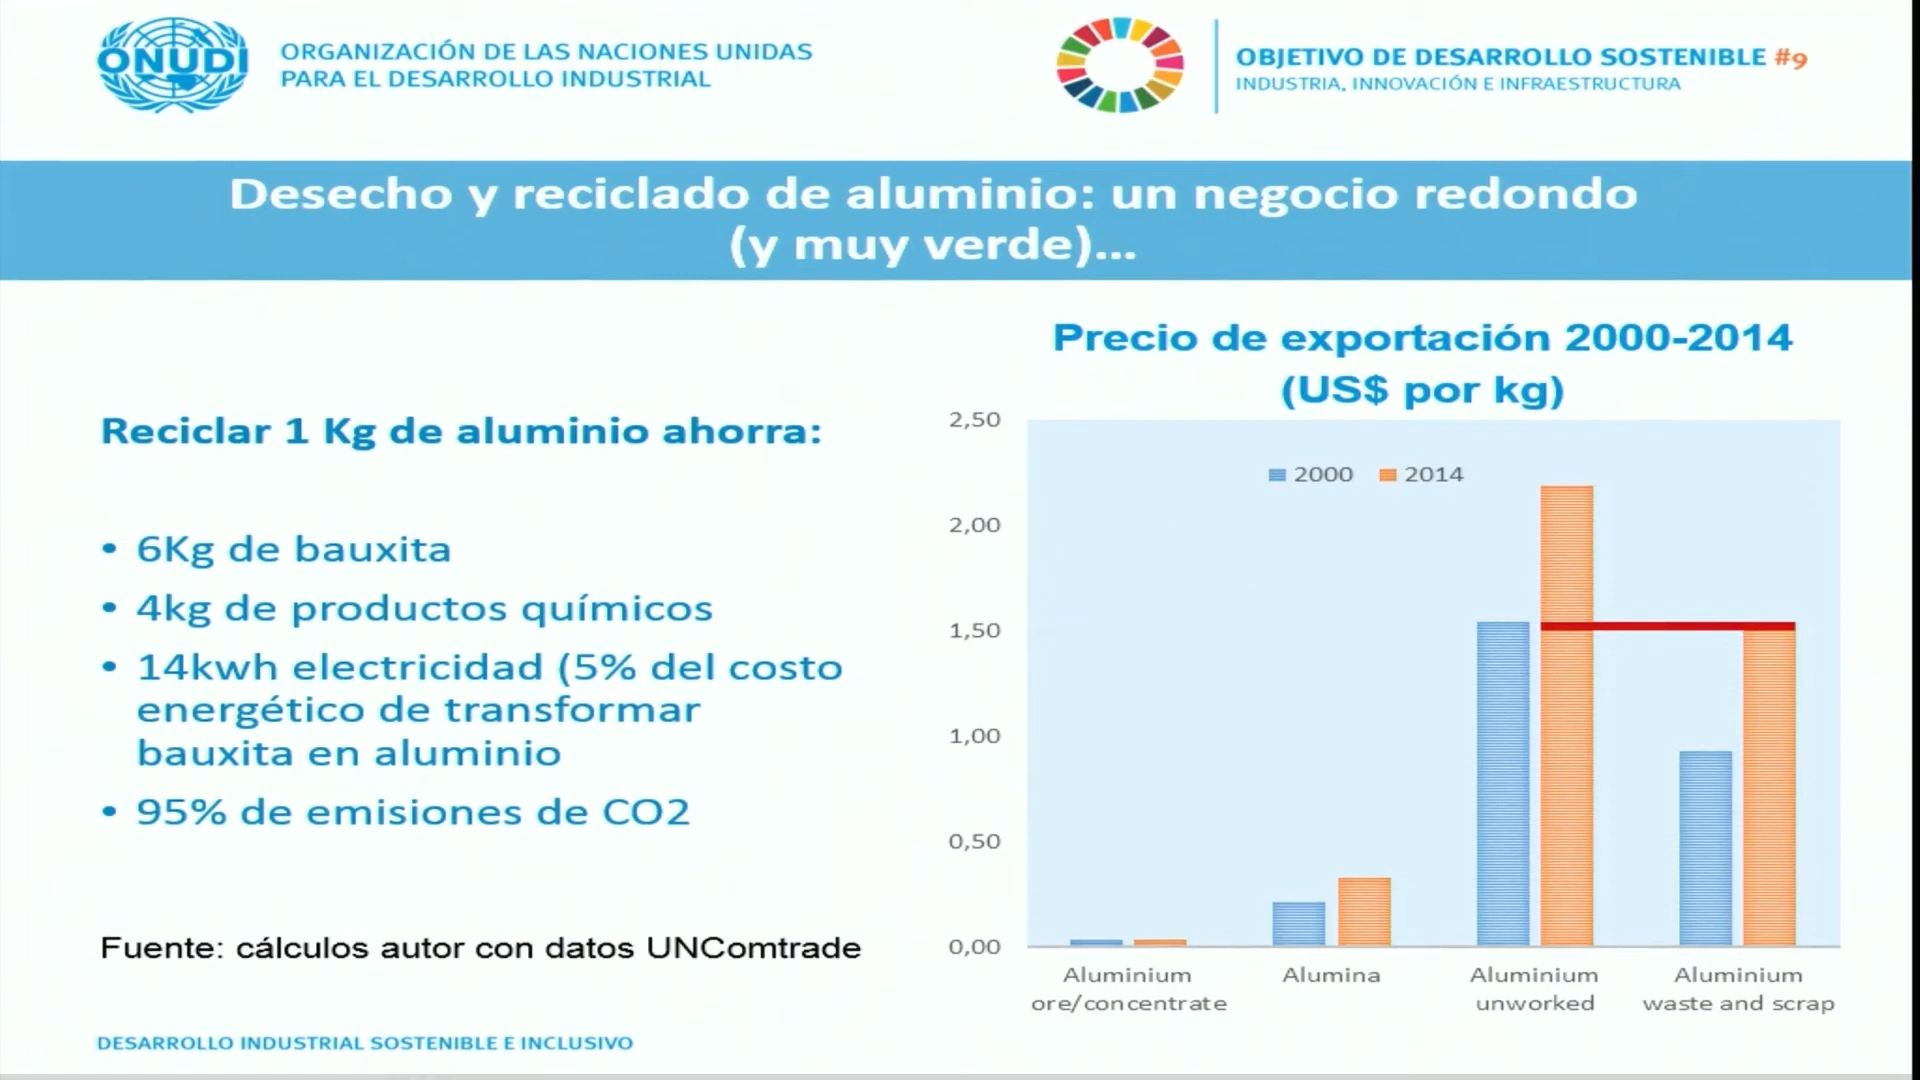 ONUDI
ORGANIZACIÓN DE LAS NACIONES UNIDAS
PARA EL DESARROLLO INDUSTRIAL
OBJETIVO DE DESARROLLO SOSTENIBLE #9
INDUSTRIA, INNOVACIÓN E INFRAESTRUCTURA
Desecho y reciclado de aluminio: un negocio redondo
(y muy verde)...
Reciclar 1 Kg de aluminio ahorra:
• 6Kg de bauxita
• 4kg de productos químicos
• 14kwh electricidad (5% del costo
energético de transformar
bauxita en aluminio
• 95% de emisiones de CO2
Fuente: cálculos autor con datos UNComtrade
Precio de exportación 2000-2014
(US$ por kg)
2,50
2,00
1,50
1,00
0,50
0,00
2000 2014
Aluminium
ore/concentrate
Alumina
Aluminium
unworked
Aluminium
waste and scrap
DESARROLLO INDUSTRIAL SOSTENIBLE E INCLUSIVO